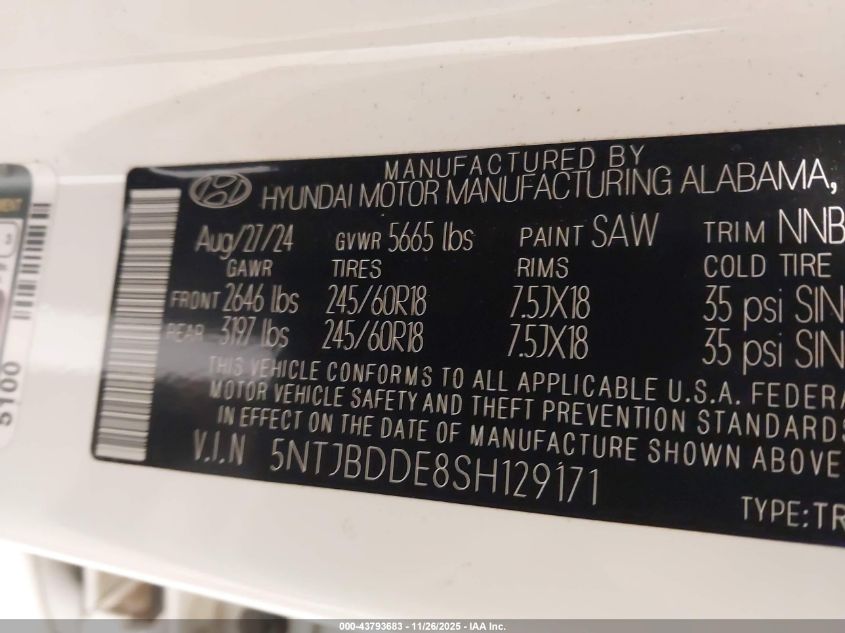 MANUFACTURED BY
HYUNDAI MOTOR MANUFACTURING ALABAMA,
Aug/27/24 GVWR 5665 lbs PAINT SAW TRIM NNB
GAWR TIRES RIMS COLD TIRE
FRONT 2646 lbs 245/60R18 7.5JX18 35 psi SIN
REAR 3197 lbs 245/60R18 7.5JX18 35 psi SIN
THIS VEHICLE CONFORMS TO ALL APPLICABLE U.S.A. FEDERA
MOTOR VEHICLE SAFETY AND THEFT PREVENTION STANDARDS
IN EFFECT ON THE DATE OF MANUFACTURE SHOWN ABOV
V.I.N 5NTJBDDE8SH129171
TYPE:TR
5100
000-43793683 - 11/26/2025 - IAA Inc.